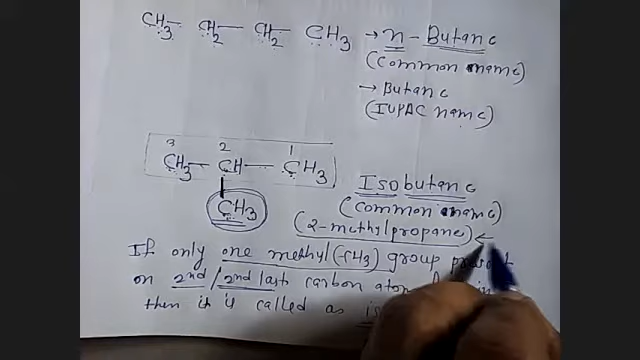 CH3 — CH2 — CH2 — CH3 → n - Butane
(Common name)
→ Butane
(IUPAC name)
3 2 1
CH3 — CH — CH3
CH3
Isobutane
(Common name)
(2-methylpropane) ←
If only one methyl (-CH3) group present
on 2nd/2nd last carbon atom
then it is called as